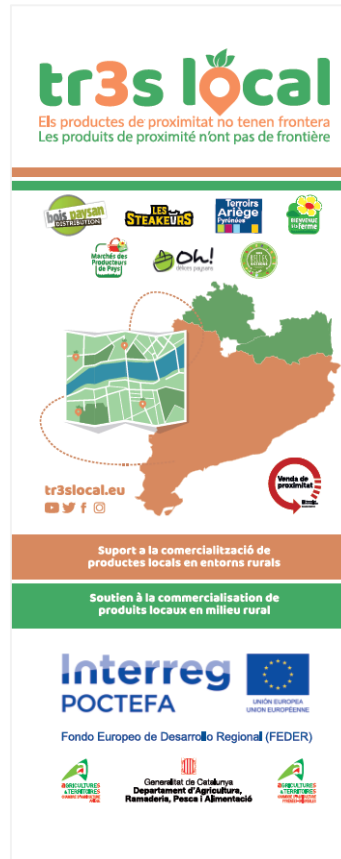 tr3s local
Els productes de proximitat no tenen frontera
Les produits de proximité n'ont pas de frontière
bois paysan
DISTRIBUTION
LES
STEAKEURS
Terroirs
Ariège
Pyrénées
BIENVENUE
à la ferme
Marchés des
Producteurs
de Pays
Oh!
délices paysans
tr3slocal.eu
Venda de
proximitat
Suport a la comercialització de
productes locals en entorns rurals
Soutien à la commercialisation de
produits locaux en milieu rural
Interreg
POCTEFA
UNIÓN EUROPEA
UNION EUROPÉENNE
Fondo Europeo de Desarrollo Regional (FEDER)
AGRICULTURES
& TERRITOIRES
Generalitat de Catalunya
Departament d'Agricultura,
Ramaderia, Pesca i Alimentació
AGRICULTURES
& TERRITOIRES